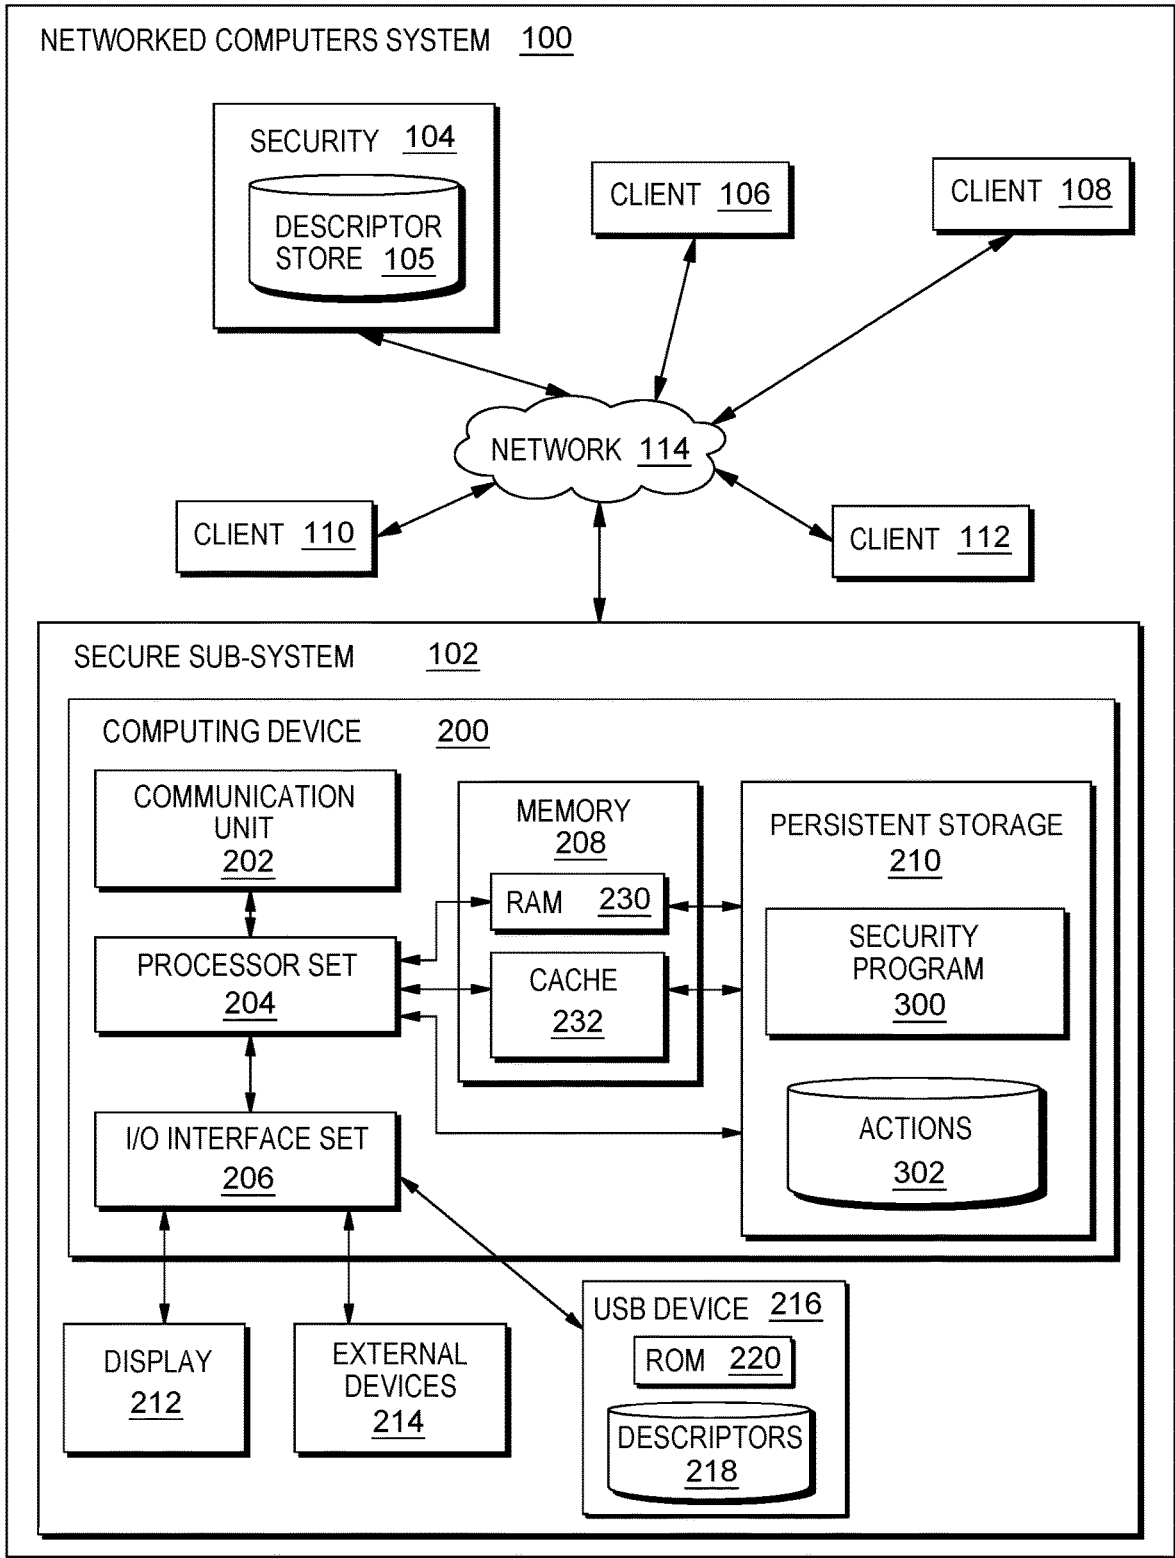 NETWORKED COMPUTERS SYSTEM 100
SECURITY 104
DESCRIPTOR
STORE 105
CLIENT 106
CLIENT 108
NETWORK 114
CLIENT 110
CLIENT 112
SECURE SUB-SYSTEM 102
COMPUTING DEVICE 200
COMMUNICATION
UNIT
202
PROCESSOR SET
204
I/O INTERFACE SET
206
MEMORY
208
RAM 230
CACHE
232
PERSISTENT STORAGE
210
SECURITY
PROGRAM
300
ACTIONS
302
DISPLAY
212
EXTERNAL
DEVICES
214
USB DEVICE 216
ROM 220
DESCRIPTORS
218